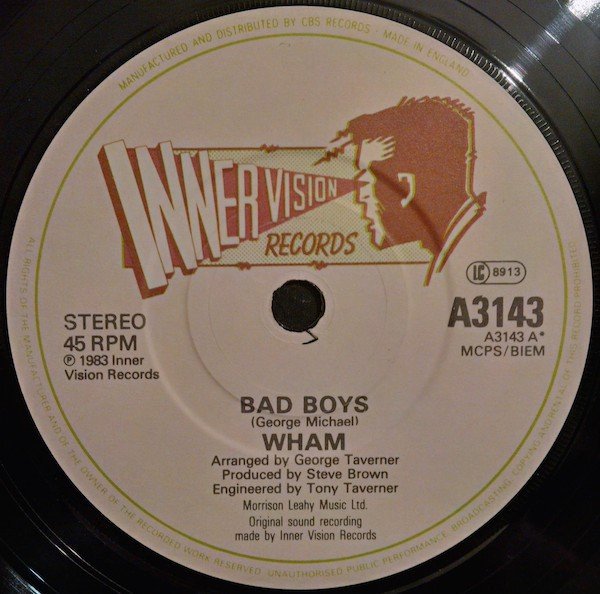 MANUFACTURED AND DISTRIBUTED BY CBS RECORDS · MADE IN ENGLAND
INNERVISION
RECORDS
LC 8913
STEREO
45 RPM
℗ 1983 Inner
Vision Records
A3143
A3143 A*
MCPS/BIEM
BAD BOYS
(George Michael)
WHAM
Arranged by George Taverner
Produced by Steve Brown
Engineered by Tony Taverner
Morrison Leahy Music Ltd.
Original sound recording
made by Inner Vision Records
ALL RIGHTS OF THE MANUFACTURER AND OF THE OWNER OF THE RECORDED WORK RESERVED. UNAUTHORISED PUBLIC PERFORMANCE, BROADCASTING, COPYING AND RENTAL OF THIS RECORD PROHIBITED